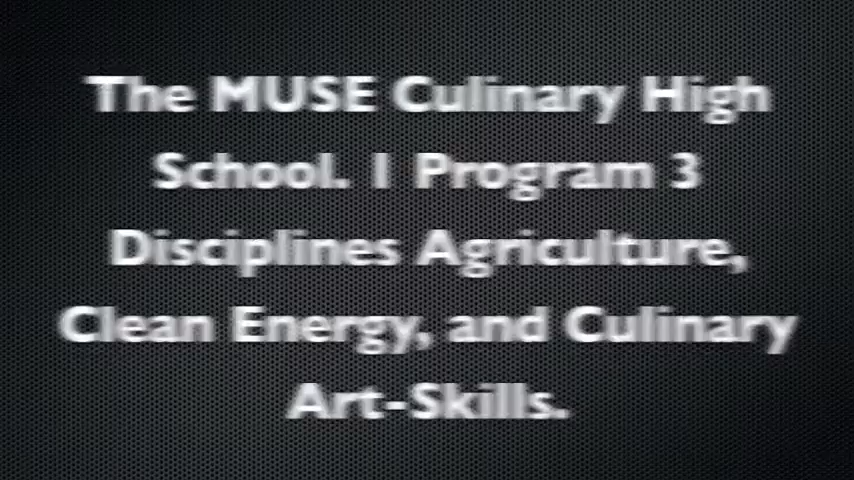 The MUSE Culinary High
School. 1 Program 3
Disciplines Agriculture,
Clean Energy, and Culinary
Art-Skills.